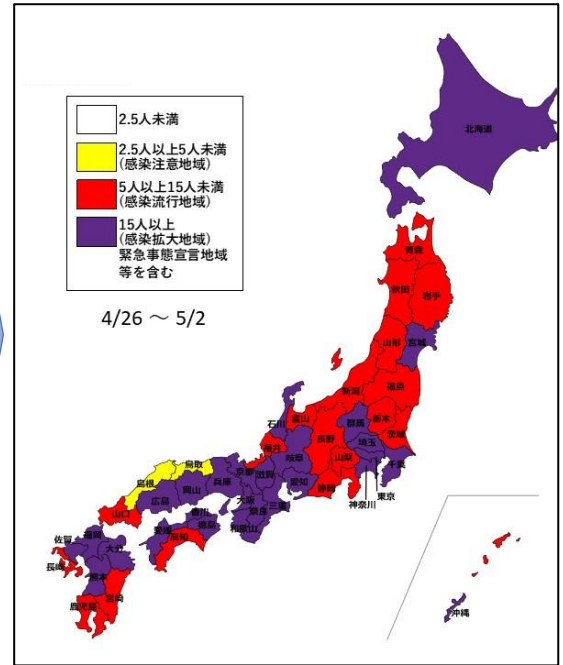 2.5人未満
2.5人以上5人未満
(感染注意地域)
5人以上15人未満
(感染流行地域)
15人以上
(感染拡大地域)
緊急事態宣言地域
等を含む
4/26 ～ 5/2
北海道
青森
秋田
岩手
山形
宮城
新潟
福島
石川
富山
群馬
栃木
福井
長野
埼玉
茨城
岐阜
山梨
千葉
鳥取
京都
滋賀
愛知
静岡
東京
島根
兵庫
神奈川
岡山
大阪
奈良
三重
広島
香川
和歌山
山口
徳島
愛媛
高知
佐賀
福岡
大分
長崎
熊本
宮崎
鹿児島
沖縄